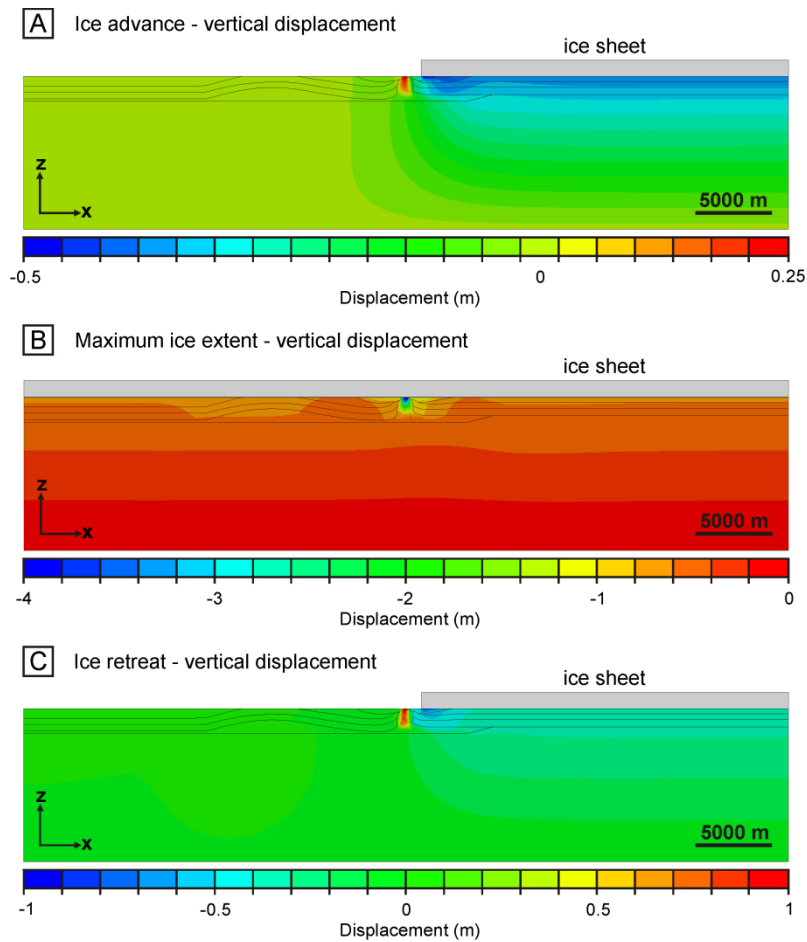 A Ice advance - vertical displacement
ice sheet
z
x
5000 m
-0.5 0 0.25
Displacement (m)
B Maximum ice extent - vertical displacement
ice sheet
z
x
5000 m
-4 -3 -2 -1 0
Displacement (m)
C Ice retreat - vertical displacement
ice sheet
z
x
5000 m
-1 -0.5 0 0.5 1
Displacement (m)